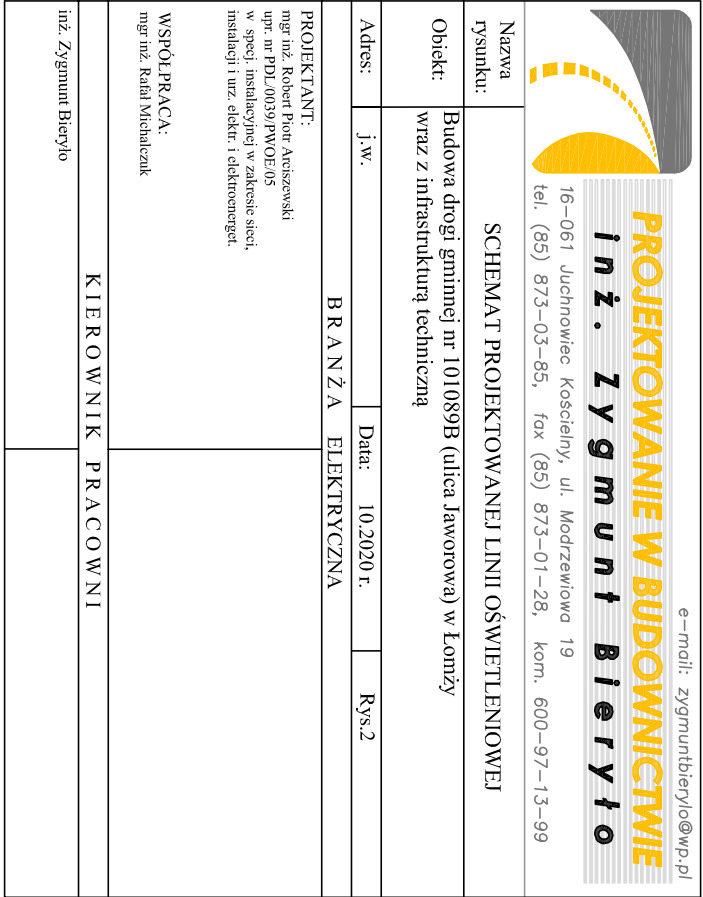 e-mail: zygmuntbierylo@wp.pl
PROJEKTOWANIE W BUDOWNICTWIE
inż. Zygmunt Bieryło
16-061 Juchnowiec Kościelny, ul. Modrzewiowa 19
tel. (85) 873-03-85, fax (85) 873-01-28, kom. 600-97-13-99
Nazwa
rysunku:
SCHEMAT PROJEKTOWANEJ LINII OŚWIETLENIOWEJ
Obiekt:
Budowa drogi gminnej nr 101089B (ulica Jaworowa) w Łomży
wraz z infrastrukturą techniczną
Adres: j.w. Data: 10.2020 r. Rys.2
BRANŻA ELEKTRYCZNA
PROJEKTANT:
mgr inż. Robert Piotr Arciszewski
upr. nr PDL/0039/PWOE/05
w specj. instalacyjnej w zakresie sieci,
instalacji i urz. elektr. i elektroenerget.
WSPÓŁPRACA:
mgr inż. Rafał Michalczuk
KIEROWNIK PRACOWNI
inż. Zygmunt Bieryło